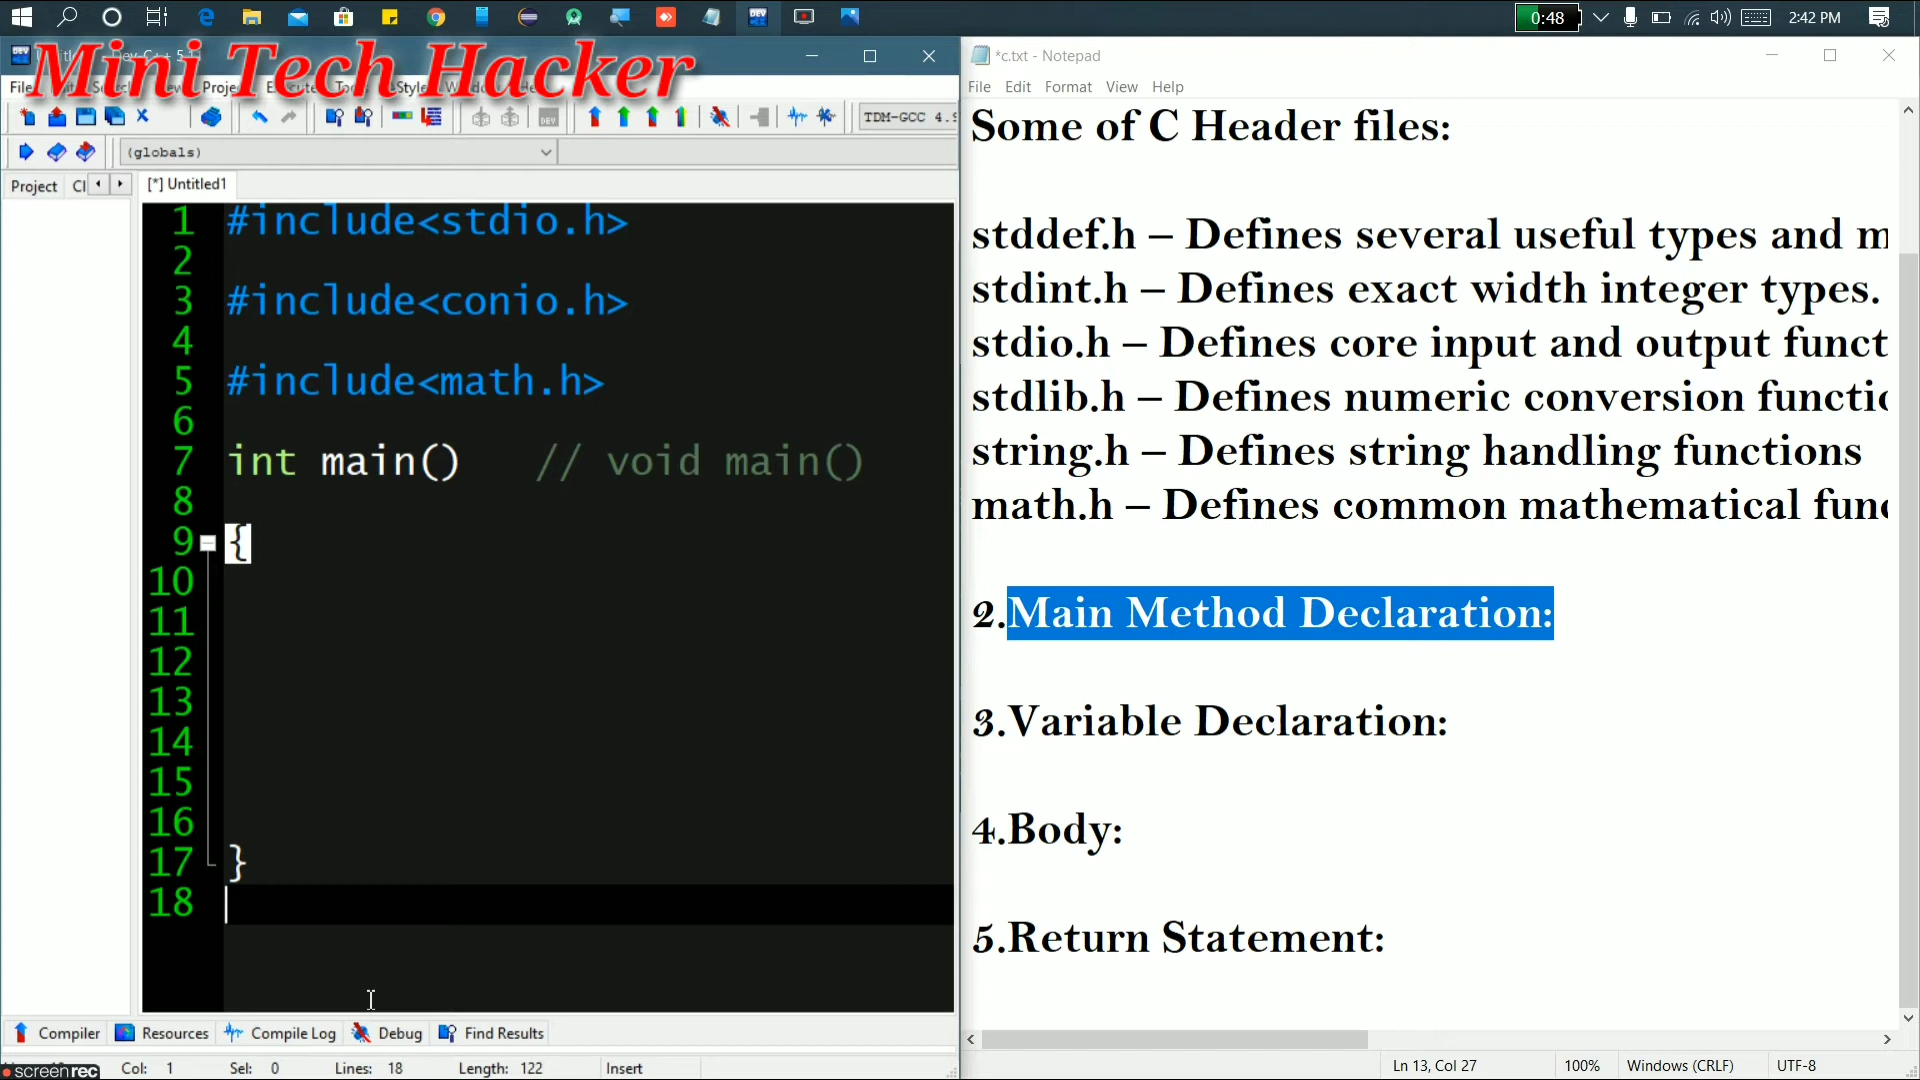 0:48
2:42 PM
Mini Tech Hacker
File
TDM-GCC 4.9
(globals)
Project
[*] Untitled1
1 #include<stdio.h>
2
3 #include<conio.h>
4
5 #include<math.h>
6
7 int main() // void main()
8
9 {
10
11
12
13
14
15
16
17 }
18
Compiler
Resources
Compile Log
Debug
Find Results
screenrec
Col: 1
Sel: 0
Lines: 18
Length: 122
Insert
*c.txt - Notepad
File Edit Format View Help
Some of C Header files:
stddef.h – Defines several useful types and m
stdint.h – Defines exact width integer types.
stdio.h – Defines core input and output funct
stdlib.h – Defines numeric conversion functio
string.h – Defines string handling functions
math.h – Defines common mathematical func
2.Main Method Declaration:
3.Variable Declaration:
4.Body:
5.Return Statement:
Ln 13, Col 27
100%
Windows (CRLF)
UTF-8